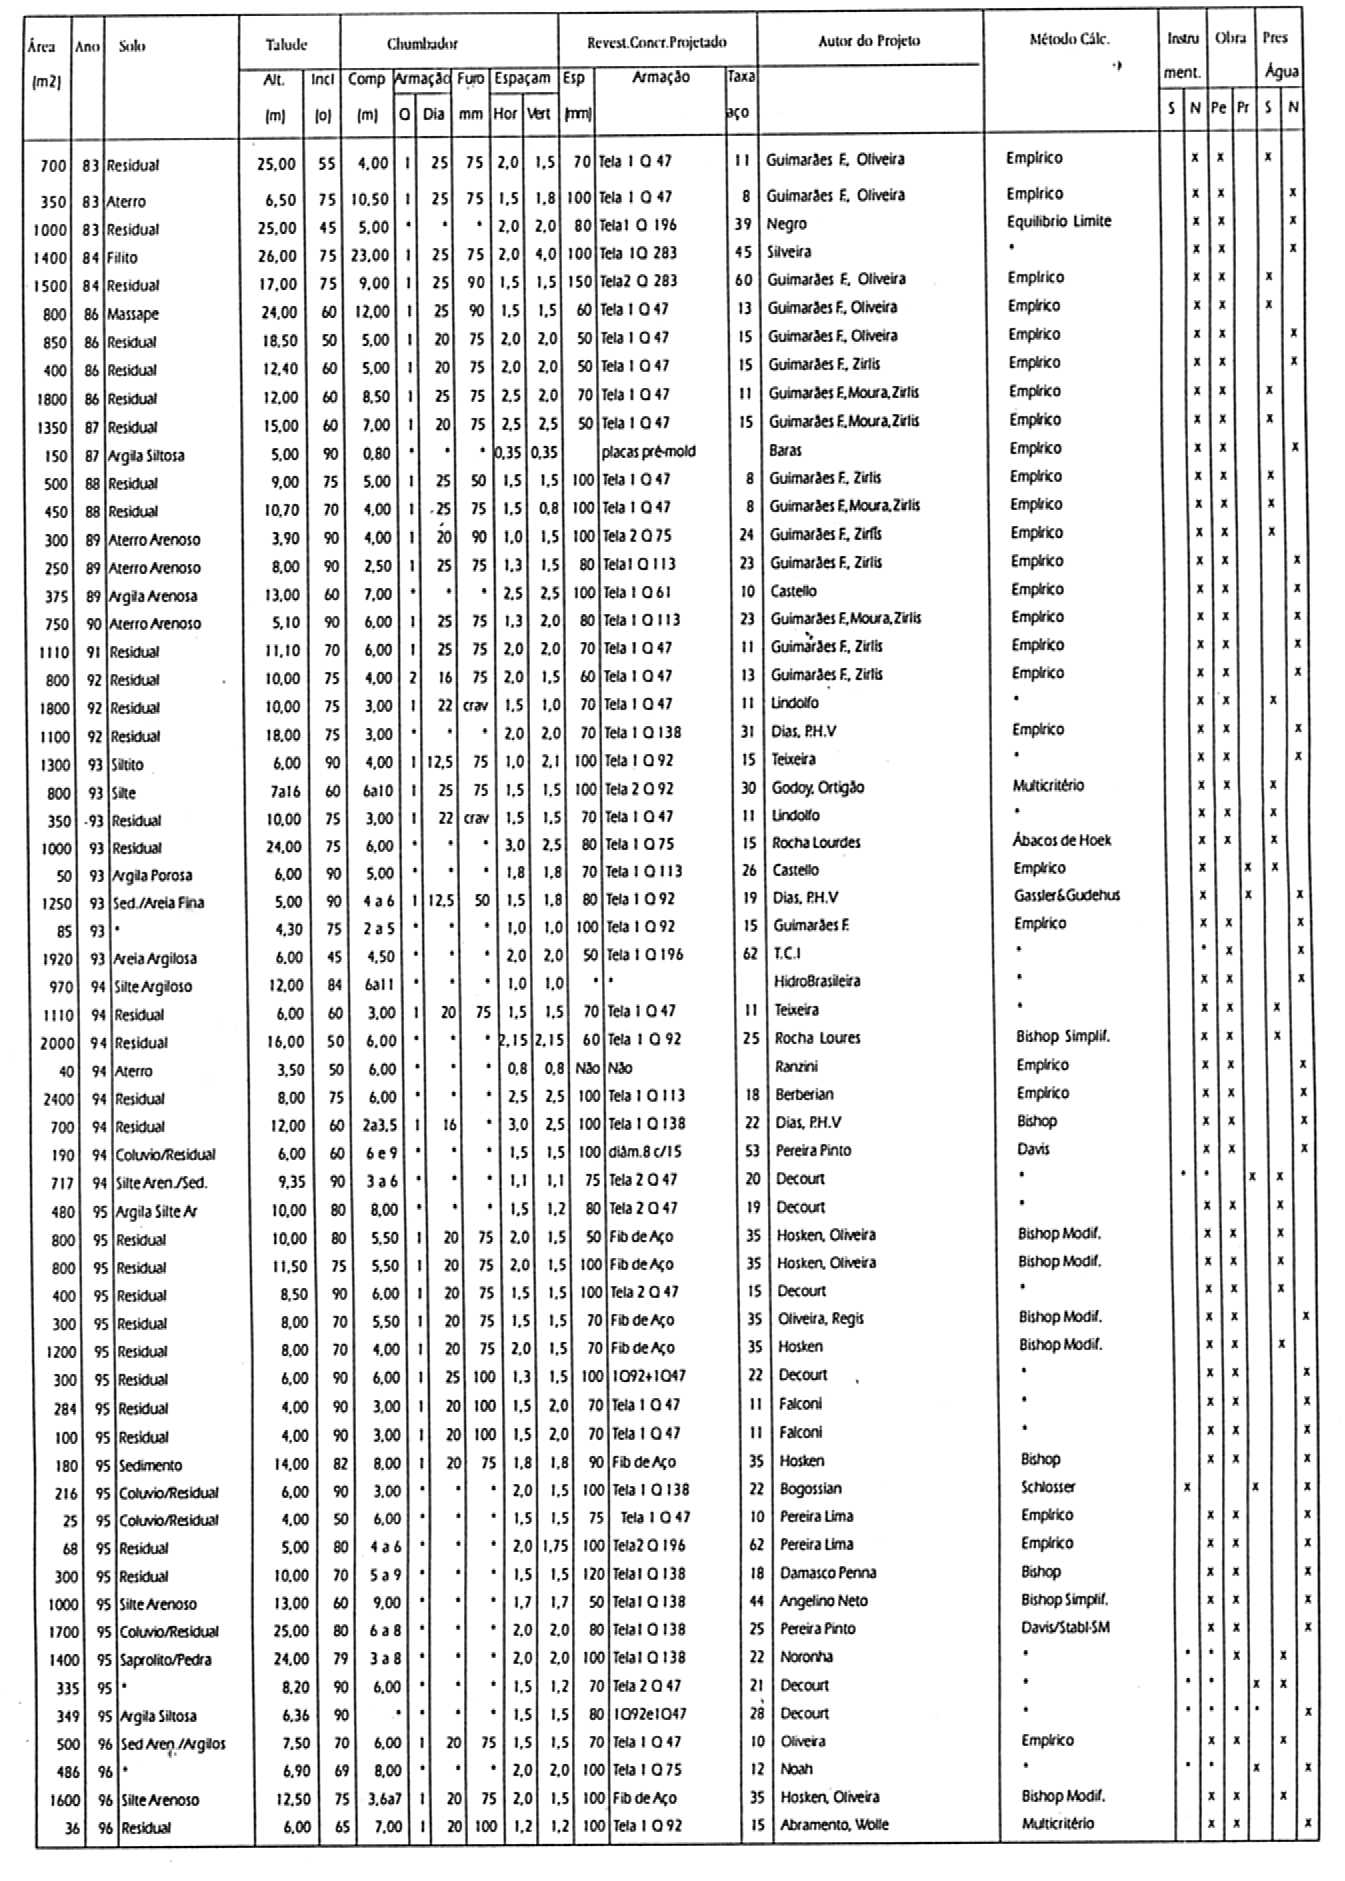 Área Ano Solo Talude Chumbador Revest.Concr.Projetado Autor do Projeto Método Cálc. Instru Obra Pres
(m2) Alt. Incl Comp Armação Furo Espaçam Esp Armação Taxa ment. Água
(m) (o) (m) Q Dia mm Hor Vert (mm) aço S N Pe Pr S N
700 83 Residual 25,00 55 4,00 1 25 75 2,0 1,5 70 Tela 1 Q 47 11 Guimarães F., Oliveira Empírico x x x
350 83 Aterro 6,50 75 10,50 1 25 75 1,5 1,8 100 Tela 1 Q 47 8 Guimarães F., Oliveira Empírico x x x
1000 83 Residual 25,00 45 5,00 * * * 2,0 2,0 80 Tela1 Q 196 39 Negro Equilibrio Limite x x x
1400 84 Filito 26,00 75 23,00 1 25 75 2,0 4,0 100 Tela 1Q 283 45 Silveira * x x x
1500 84 Residual 17,00 75 9,00 1 25 90 1,5 1,5 150 Tela2 Q 283 60 Guimarães F., Oliveira Empírico x x x
800 86 Massape 24,00 60 12,00 1 25 90 1,5 1,5 60 Tela 1 Q 47 13 Guimarães F., Oliveira Empírico x x x
850 86 Residual 18,50 50 5,00 1 20 75 2,0 2,0 50 Tela 1 Q 47 15 Guimarães F., Oliveira Empírico x x x
400 86 Residual 12,40 60 5,00 1 20 75 2,0 2,0 50 Tela 1 Q 47 15 Guimarães F., Zirlis Empírico x x x
1800 86 Residual 12,00 60 8,50 1 25 75 2,5 2,0 70 Tela 1 Q 47 11 Guimarães F.,Moura,Zirlis Empírico x x x
1350 87 Residual 15,00 60 7,00 1 20 75 2,5 2,5 50 Tela 1 Q 47 15 Guimarães F.,Moura,Zirlis Empírico x x x
150 87 Argila Siltosa 5,00 90 0,80 * * * 0,35 0,35 placas pré-mold Baras Empírico x x x
500 88 Residual 9,00 75 5,00 1 25 50 1,5 1,5 100 Tela 1 Q 47 8 Guimarães F., Zirlis Empírico x x x
450 88 Residual 10,70 70 4,00 1 25 75 1,5 0,8 100 Tela 1 Q 47 8 Guimarães F.,Moura,Zirlis Empírico x x x
300 89 Aterro Arenoso 3,90 90 4,00 1 20 90 1,0 1,5 100 Tela 2 Q 75 24 Guimarães F., Zirlis Empírico x x x
250 89 Aterro Arenoso 8,00 90 2,50 1 25 75 1,3 1,5 80 Tela1 Q 113 23 Guimarães F., Zirlis Empírico x x x
375 89 Argila Arenosa 13,00 60 7,00 * * * 2,5 2,5 100 Tela 1 Q 61 10 Castello Empírico x x x
750 90 Aterro Arenoso 5,10 90 6,00 1 25 75 1,3 2,0 80 Tela 1 Q 113 23 Guimarães F.,Moura,Zirlis Empírico x x x
1110 91 Residual 11,10 70 6,00 1 25 75 2,0 2,0 70 Tela 1 Q 47 11 Guimarães F., Zirlis Empírico x x x
800 92 Residual 10,00 75 4,00 2 16 75 2,0 1,5 60 Tela 1 Q 47 13 Guimarães F., Zirlis Empírico x x x
1800 92 Residual 10,00 75 3,00 1 22 crav 1,5 1,0 70 Tela 1 Q 47 11 Lindolfo * x x x
1100 92 Residual 18,00 75 3,00 * * * 2,0 2,0 70 Tela 1 Q 138 31 Dias, P.H.V Empírico x x x
1300 93 Siltito 6,00 90 4,00 1 12,5 75 1,0 2,1 100 Tela 1 Q 92 15 Teixeira * x x x
800 93 Silte 7a16 60 6a10 1 25 75 1,5 1,5 100 Tela 2 Q 92 30 Godoy, Ortigão Multicritério x x x
350 -93 Residual 10,00 75 3,00 1 22 crav 1,5 1,5 70 Tela 1 Q 47 11 Lindolfo * x x x
1000 93 Residual 24,00 75 6,00 * * * 3,0 2,5 80 Tela 1 Q 75 15 Rocha Lourdes Ábacos de Hoek x x x
50 93 Argila Porosa 6,00 90 5,00 * * * 1,8 1,8 70 Tela 1 Q 113 26 Castello Empírico x x x
1250 93 Sed./Areia Fina 5,00 90 4 a 6 1 12,5 50 1,5 1,8 80 Tela 1 Q 92 19 Dias, P.H.V Gassler&Gudehus x x x
85 93 * 4,30 75 2 a 5 * * * 1,0 1,0 100 Tela 1 Q 92 15 Guimarães F. Empírico x x x
1920 93 Areia Argilosa 6,00 45 4,50 * * * 2,0 2,0 50 Tela 1 Q 196 62 T.C.I * * x x
970 94 Silte Argiloso 12,00 84 6a11 * * * 1,0 1,0 * * HidroBrasileira * x x x
1110 94 Residual 6,00 60 3,00 1 20 75 1,5 1,5 70 Tela 1 Q 47 11 Teixeira * x x x
2000 94 Residual 16,00 50 6,00 * * * 2,15 2,15 60 Tela 1 Q 92 25 Rocha Loures Bishop Simplif. x x x
40 94 Aterro 3,50 50 6,00 * * * 0,8 0,8 Não Não Ranzini Empírico x x x
2400 94 Residual 8,00 75 6,00 * * * 2,5 2,5 100 Tela 1 Q 113 18 Berberian Empírico x x x
700 94 Residual 12,00 60 2a3,5 1 16 * 3,0 2,5 100 Tela 1 Q 138 22 Dias, P.H.V Bishop x x x
190 94 Coluvio/Residual 6,00 60 6 e 9 * * * 1,5 1,5 100 diâm.8 c/15 53 Pereira Pinto Davis x x x
717 94 Silte Aren./Sed. 9,35 90 3 a 6 * * * 1,1 1,1 75 Tela 2 Q 47 20 Decourt * * * x x
480 95 Argila Silte Ar 10,00 80 8,00 * * * 1,5 1,2 80 Tela 2 Q 47 19 Decourt * x x x
800 95 Residual 10,00 80 5,50 1 20 75 2,0 1,5 50 Fib de Aço 35 Hosken, Oliveira Bishop Modif. x x x
800 95 Residual 11,50 75 5,50 1 20 75 2,0 1,5 100 Fib de Aço 35 Hosken, Oliveira Bishop Modif. x x x
400 95 Residual 8,50 90 6,00 1 20 75 1,5 1,5 100 Tela 2 Q 47 15 Decourt * x x x
300 95 Residual 8,00 70 5,50 1 20 75 1,5 1,5 70 Fib de Aço 35 Oliveira, Regis Bishop Modif. x x x
1200 95 Residual 8,00 70 4,00 1 20 75 2,0 1,5 70 Fib de Aço 35 Hosken Bishop Modif. x x x
300 95 Residual 6,00 90 6,00 1 25 100 1,3 1,5 100 1Q92+1Q47 22 Decourt * x x x
284 95 Residual 4,00 90 3,00 1 20 100 1,5 2,0 70 Tela 1 Q 47 11 Falconi * x x x
100 95 Residual 4,00 90 3,00 1 20 100 1,5 2,0 70 Tela 1 Q 47 11 Falconi * x x x
180 95 Sedimento 14,00 82 8,00 1 20 75 1,8 1,8 90 Fib de Aço 35 Hosken Bishop x x x
216 95 Coluvio/Residual 6,00 90 3,00 * * * 2,0 1,5 100 Tela 1 Q 138 22 Bogossian Schlosser x x x
25 95 Coluvio/Residual 4,00 50 6,00 * * * 1,5 1,5 75 Tela 1 Q 47 10 Pereira Lima Empírico x x x
68 95 Residual 5,00 80 4 a 6 * * * 2,0 1,75 100 Tela2 Q 196 62 Pereira Lima Empírico x x x
300 95 Residual 10,00 70 5 a 9 * * * 1,5 1,5 120 Tela1 Q 138 18 Damasco Penna Bishop x x x
1000 95 Silte Arenoso 13,00 60 9,00 * * * 1,7 1,7 50 Tela1 Q 138 44 Angelino Neto Bishop Simplif. x x x
1700 95 Coluvio/Residual 25,00 80 6 a 8 * * * 2,0 2,0 80 Tela1 Q 138 25 Pereira Pinto Davis/Stabl-SM x x x
1400 95 Saprolito/Pedra 24,00 79 3 a 8 * * * 2,0 2,0 100 Tela1 Q 138 22 Noronha * * * x x
335 95 * 8,20 90 6,00 * * * 1,5 1,2 70 Tela 2 Q 47 21 Decourt * * * x x
349 95 Argila Siltosa 6,36 90 * * * * 1,5 1,5 80 1Q92e1Q47 28 Decourt * * * * * x
500 96 Sed Aren./Argilos 7,50 70 6,00 1 20 75 1,5 1,5 70 Tela 1 Q 47 10 Oliveira Empírico x x x
486 96 * 6,90 69 8,00 * * * 2,0 2,0 100 Tela 1 Q 75 12 Noah * * * x x
1600 96 Silte Arenoso 12,50 75 3,6a7 1 20 75 2,0 1,5 100 Fib de Aço 35 Hosken, Oliveira Bishop Modif. x x x
36 96 Residual 6,00 65 7,00 1 20 100 1,2 1,2 100 Tela 1 Q 92 15 Abramento, Wolle Multicritério x x x